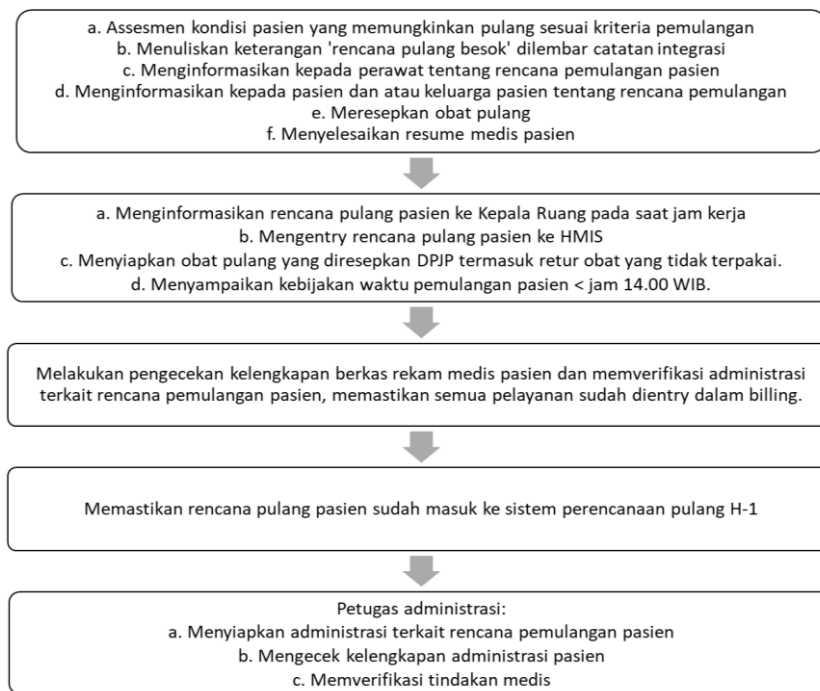 a. Assesmen kondisi pasien yang memungkinkan pulang sesuai kriteria pemulangan
b. Menuliskan keterangan 'rencana pulang besok' dilembar catatan integrasi
c. Menginformasikan kepada perawat tentang rencana pemulangan pasien
d. Menginformasikan kepada pasien dan atau keluarga pasien tentang rencana pemulangan
e. Meresepkan obat pulang
f. Menyelesaikan resume medis pasien
a. Menginformasikan rencana pulang pasien ke Kepala Ruang pada saat jam kerja
b. Mengentry rencana pulang pasien ke HMIS
c. Menyiapkan obat pulang yang diresepkan DPJP termasuk retur obat yang tidak terpakai.
d. Menyampaikan kebijakan waktu pemulangan pasien < jam 14.00 WIB.
Melakukan pengecekan kelengkapan berkas rekam medis pasien dan memverifikasi administrasi
terkait rencana pemulangan pasien, memastikan semua pelayanan sudah dientry dalam billing.
Memastikan rencana pulang pasien sudah masuk ke sistem perencanaan pulang H-1
Petugas administrasi:
a. Menyiapkan administrasi terkait rencana pemulangan pasien
b. Mengecek kelengkapan administrasi pasien
c. Memverifikasi tindakan medis